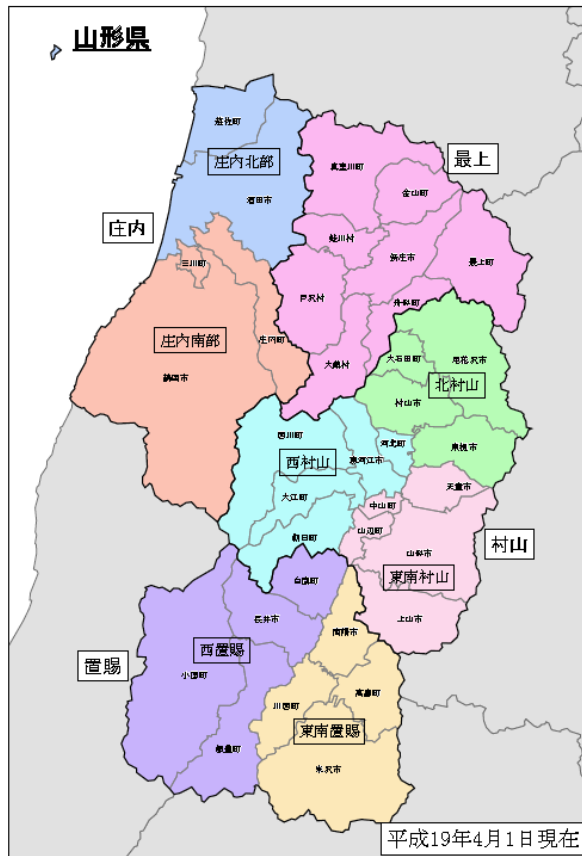 山形県
遊佐町
庄内北部
酒田市
真室川町
金山町
最上
庄内
三川町
鮭川村
新庄市
最上町
戸沢村
舟形町
庄内南部
庄内町
鶴岡市
大蔵村
大石田町
尾花沢市
北村山
村山市
西川町
西村山
寒河江市
河北町
東根市
天童市
大江町
中山町
山辺町
朝日町
山形市
村山
東南村山
白鷹町
長井市
上山市
南陽市
置賜
西置賜
小国町
高畠町
川西町
東南置賜
飯豊町
米沢市
平成19年4月1日現在